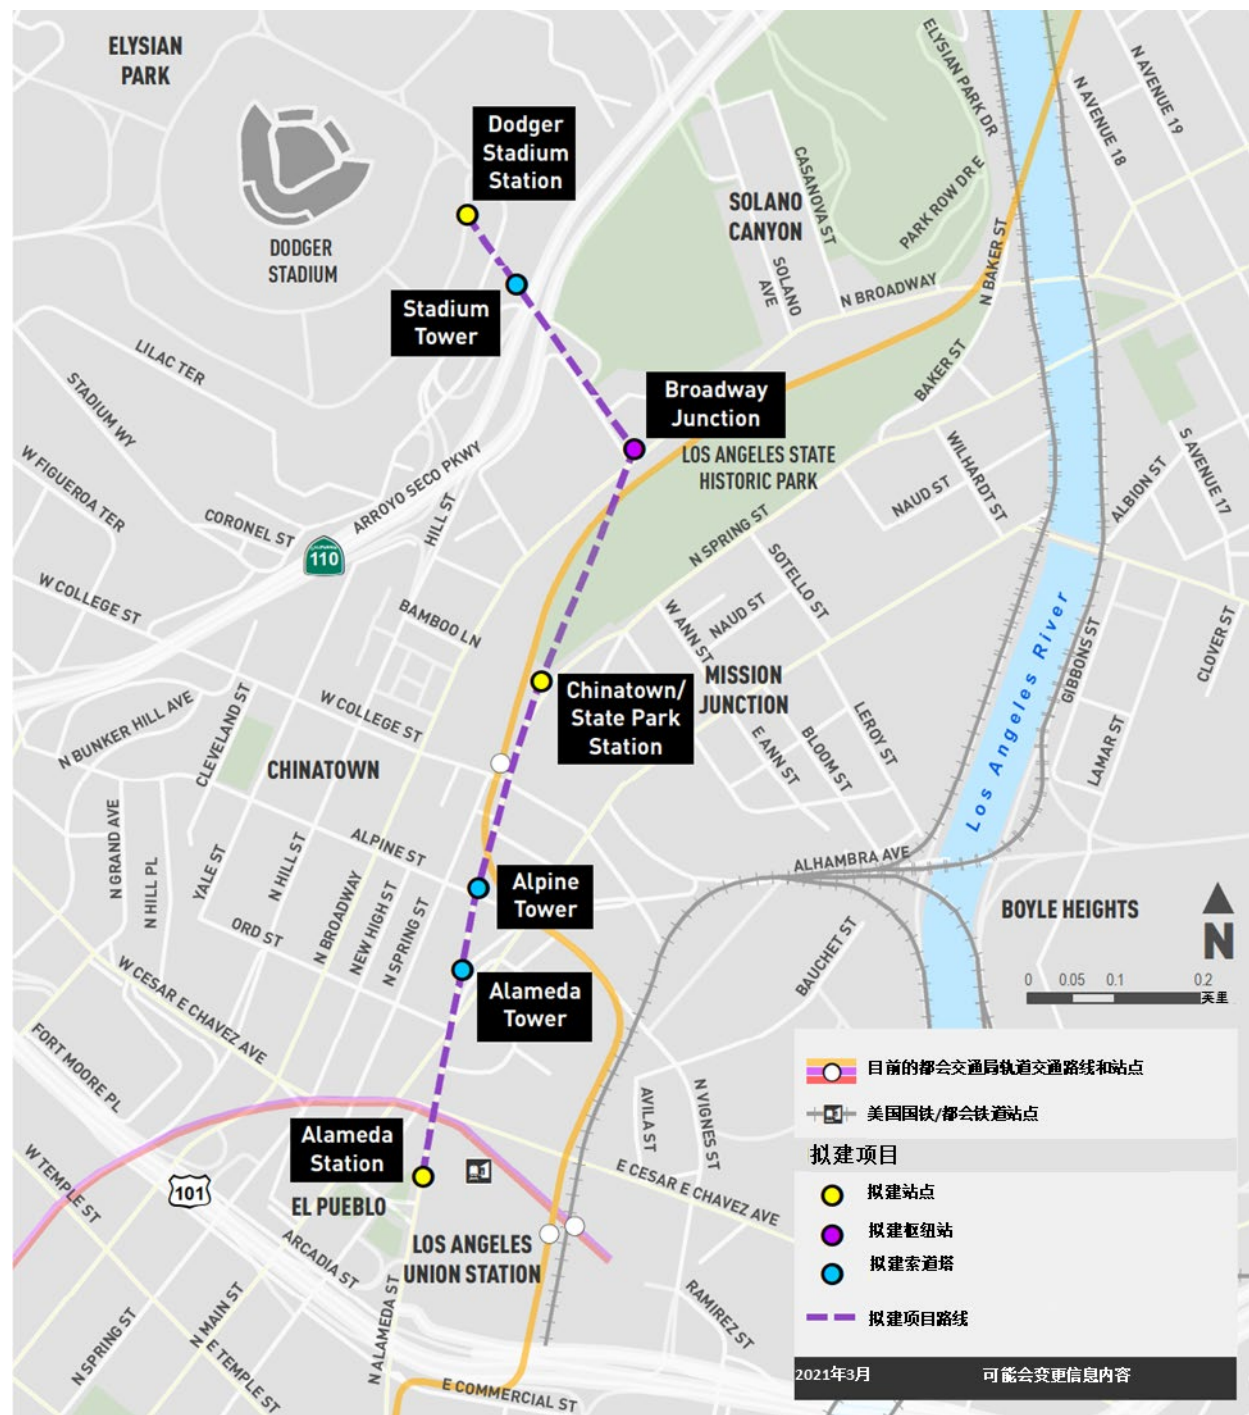 ELYSIAN
PARK
Dodger
Stadium
Station
DODGER
STADIUM
Stadium
Tower
SOLANO
CANYON
CASANOVA ST
SOLANO
AVE
ELYSIAN PARK DR
PARK ROW DR E
N BROADWAY
N BAKER ST
N AVENUE 19
N AVENUE 18
LILAC TER
STADIUM WY
W FIGUEROA TER
CORONEL ST
ARROYO SECO PKWY
HILL ST
CALIFORNIA
110
Broadway
Junction
LOS ANGELES STATE
HISTORIC PARK
BAKER ST
WILHARDT ST
NAUD ST
ALBION ST
S AVENUE 17
N SPRING ST
SOTELLO ST
W COLLEGE ST
BAMBOO LN
W ANN ST
NAUD ST
Los Angeles River
GIBBONS ST
CLOVER ST
MISSION
JUNCTION
Chinatown/
State Park
Station
N BUNKER HILL AVE
CLEVELAND ST
W COLLEGE ST
E ANN ST
BLOOM ST
LEROY ST
LAMAR ST
CHINATOWN
N GRAND AVE
N HILL PL
YALE ST
N HILL ST
ALPINE ST
ALHAMBRA AVE
Alpine
Tower
BOYLE HEIGHTS
N
ORD ST
N BROADWAY
NEW HIGH ST
N SPRING ST
BAUCHET ST
0 0.05 0.1 0.2
英里
W CESAR E CHAVEZ AVE
Alameda
Tower
FORT MOORE PL
AVILA ST
N VIGNES ST
目前的都会交通局轨道交通路线和站点
美国国铁/都会铁道站点
拟建项目
拟建站点
拟建枢纽站
拟建索道塔
拟建项目路线
2021年3月 可能会变更信息内容
Alameda
Station
W TEMPLE ST
101
EL PUEBLO
E CESAR E CHAVEZ AVE
ARCADIA ST
LOS ANGELES
UNION STATION
N SPRING ST
N MAIN ST
E TEMPLE ST
N ALAMEDA ST
RAMIREZ ST
E COMMERCIAL ST